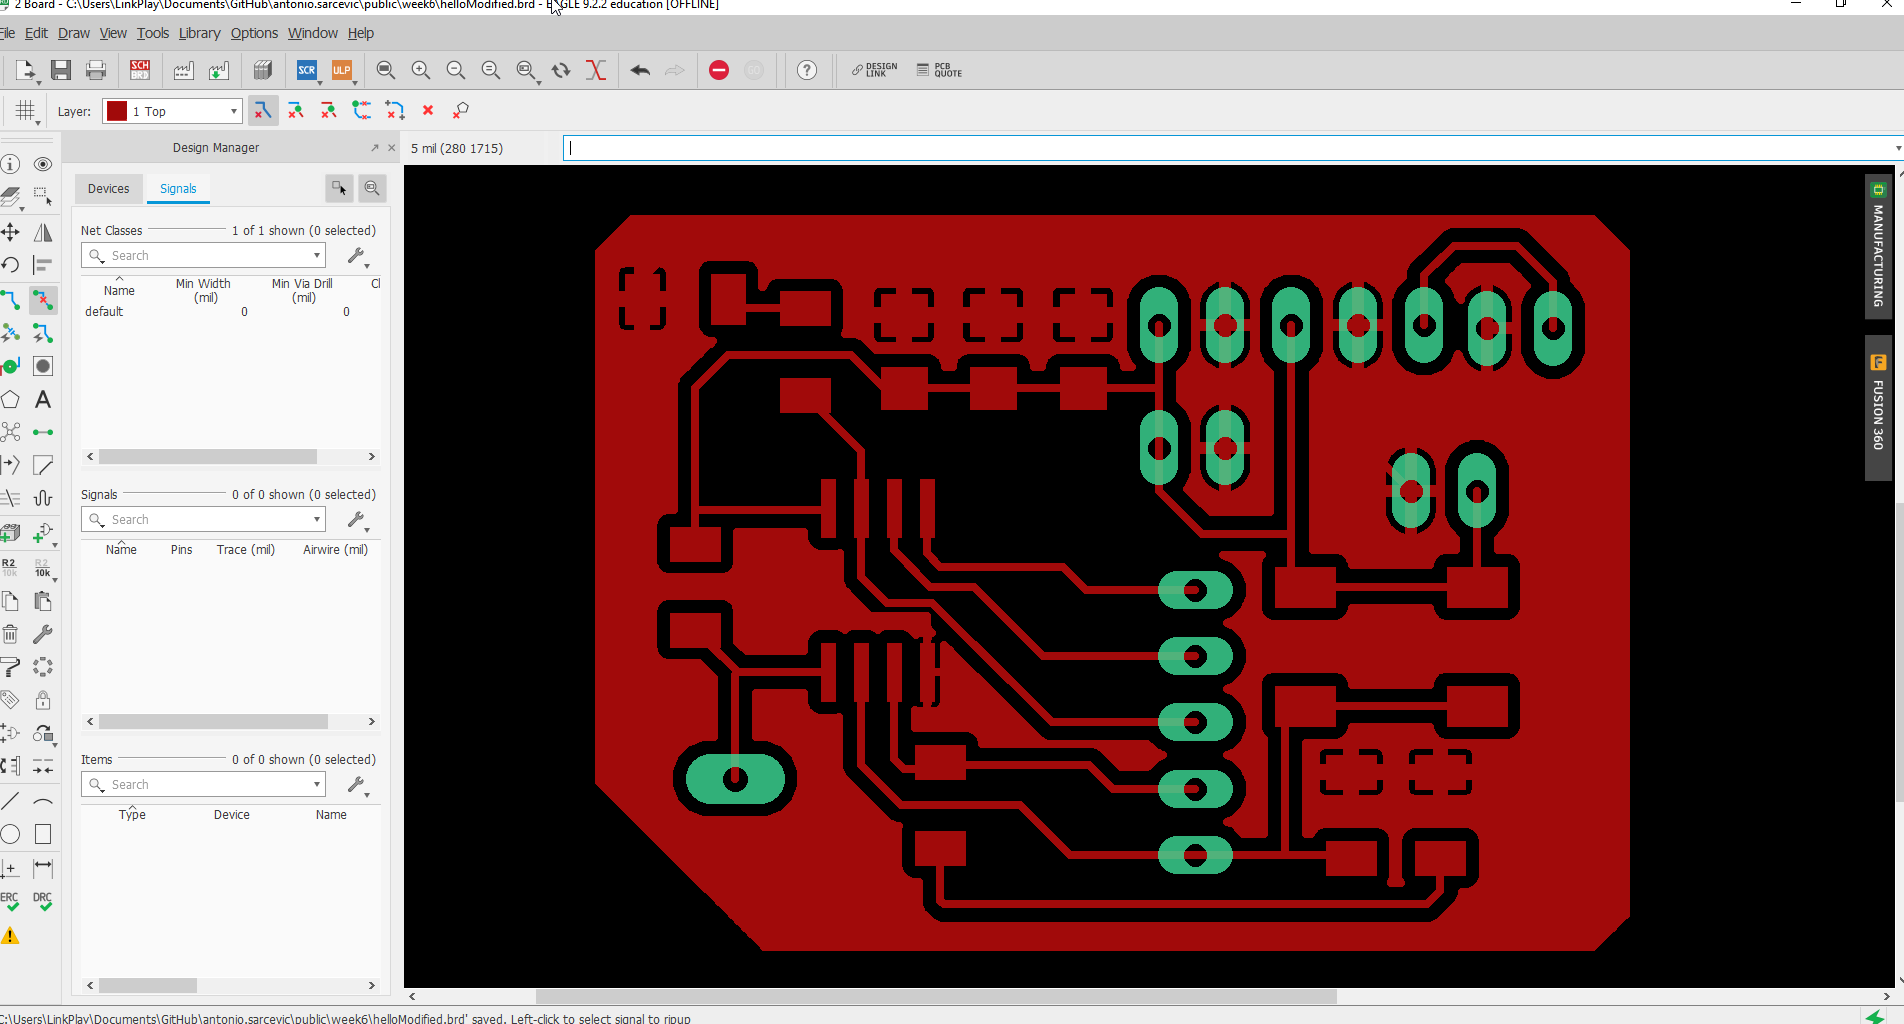 2 Board - C:\Users\LinkPlay\Documents\GitHub\antonio.sarcevic\public\week6\helloModified.brd - EAGLE 9.2.2 education [OFFLINE]
File Edit Draw View Tools Library Options Window Help
SCH BRD SCR ULP DESIGN LINK PCB QUOTE
Layer: 1 Top
Design Manager
5 mil (280 1715)
Devices Signals
Net Classes 1 of 1 shown (0 selected)
Search
Name Min Width (mil) Min Via Drill (mil) Cl
default 0 0
Signals 0 of 0 shown (0 selected)
Search
Name Pins Trace (mil) Airwire (mil)
R2 10k R2 10k
Items 0 of 0 shown (0 selected)
Search
Type Device Name
ERC DRC
MANUFACTURING
FUSION 360
C:\Users\LinkPlay\Documents\GitHub\antonio.sarcevic\public\week6\helloModified.brd' saved. Left-click to select signal to ripup